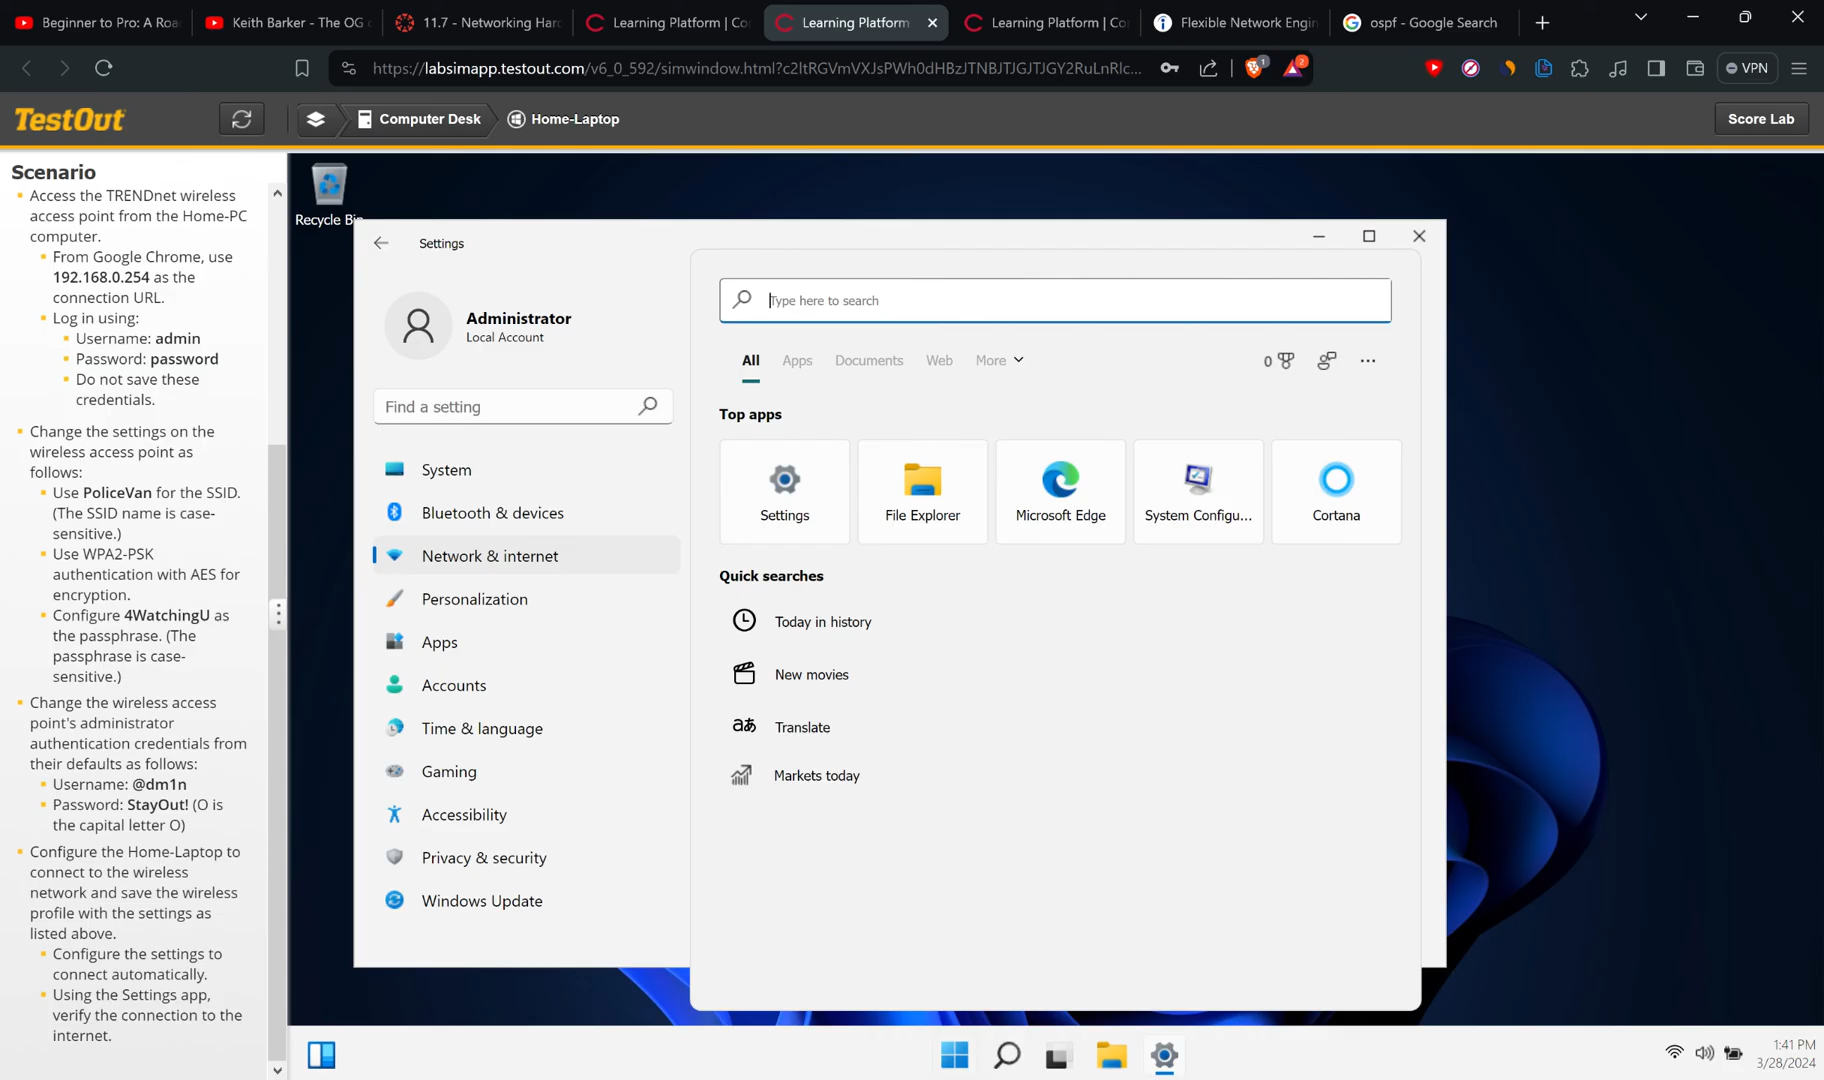 Beginner to Pro: A Roa
Keith Barker - The OG o
11.7 - Networking Hard
Learning Platform | Co
Learning Platform
Learning Platform | Co
Flexible Network Engin
ospf - Google Search
https://labsimapp.testout.com/v6_0_592/simwindow.html?c2ltRGVmVXJsPWh0dHBzJTNBJTJGJTJGY2RuLnRlc...
1
2
VPN
TestOut
Computer Desk
Home-Laptop
Score Lab
Scenario
Access the TRENDnet wireless
access point from the Home-PC
computer.
From Google Chrome, use
192.168.0.254 as the
connection URL.
Log in using:
Username: admin
Password: password
Do not save these
credentials.
Change the settings on the
wireless access point as
follows:
Use PoliceVan for the SSID.
(The SSID name is case-
sensitive.)
Use WPA2-PSK
authentication with AES for
encryption.
Configure 4WatchingU as
the passphrase. (The
passphrase is case-
sensitive.)
Change the wireless access
point's administrator
authentication credentials from
their defaults as follows:
Username: @dm1n
Password: StayOut! (O is
the capital letter O)
Configure the Home-Laptop to
connect to the wireless
network and save the wireless
profile with the settings as
listed above.
Configure the settings to
connect automatically.
Using the Settings app,
verify the connection to the
internet.
Recycle Bin
Settings
Administrator
Local Account
Find a setting
System
Bluetooth & devices
Network & internet
Personalization
Apps
Accounts
Time & language
Gaming
Accessibility
Privacy & security
Windows Update
Type here to search
All
Apps
Documents
Web
More
0
Top apps
Settings
File Explorer
Microsoft Edge
System Configu...
Cortana
Quick searches
Today in history
New movies
Translate
Markets today
1:41 PM
3/28/2024